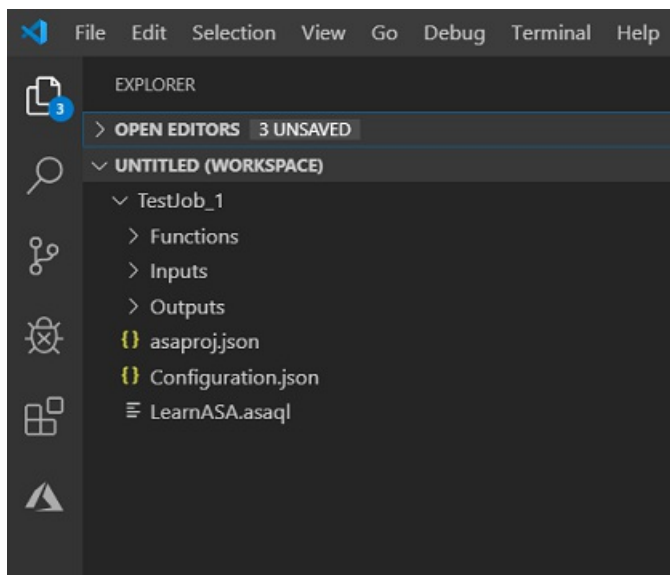 File Edit Selection View Go Debug Terminal Help
EXPLORER
3
OPEN EDITORS 3 UNSAVED
UNTITLED (WORKSPACE)
TestJob_1
Functions
Inputs
Outputs
{} asaproj.json
{} Configuration.json
LearnASA.asaql